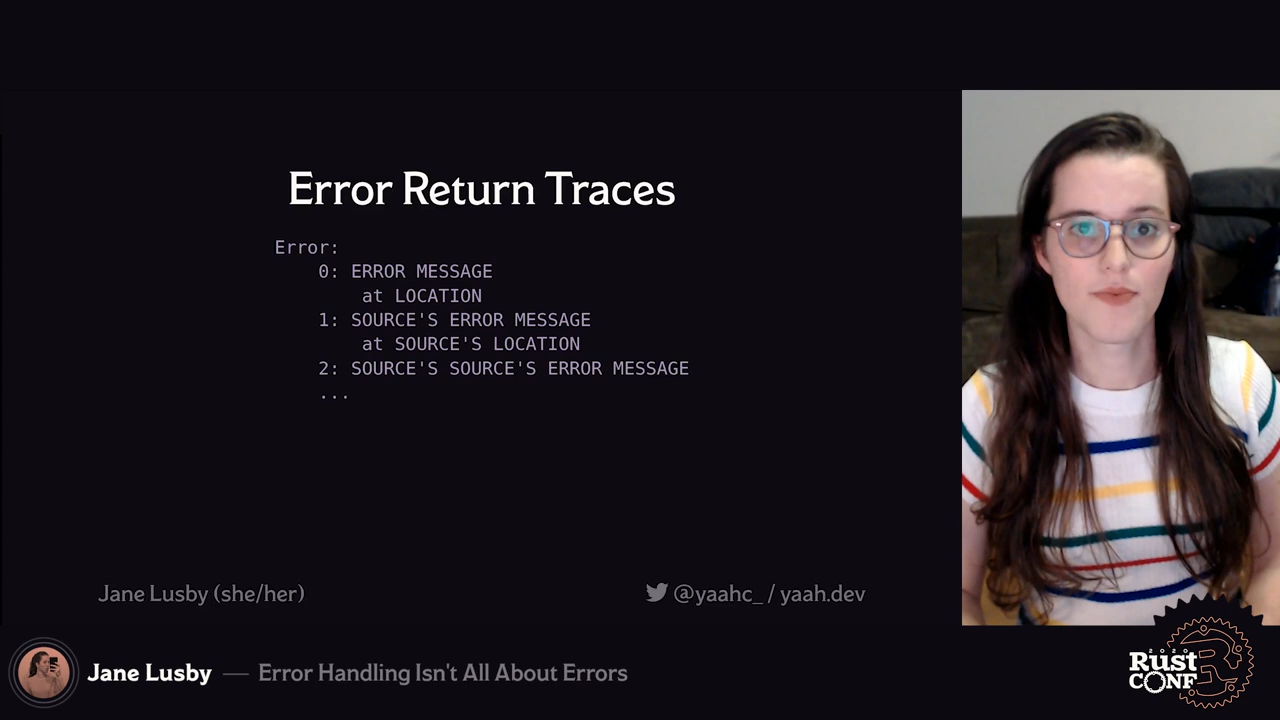 Error Return Traces
Error:
0: ERROR MESSAGE
at LOCATION
1: SOURCE'S ERROR MESSAGE
at SOURCE'S LOCATION
2: SOURCE'S SOURCE'S ERROR MESSAGE
...
Jane Lusby (she/her)
@yaahc_ / yaah.dev
Jane Lusby — Error Handling Isn't All About Errors
2020
Rust
CONF
R